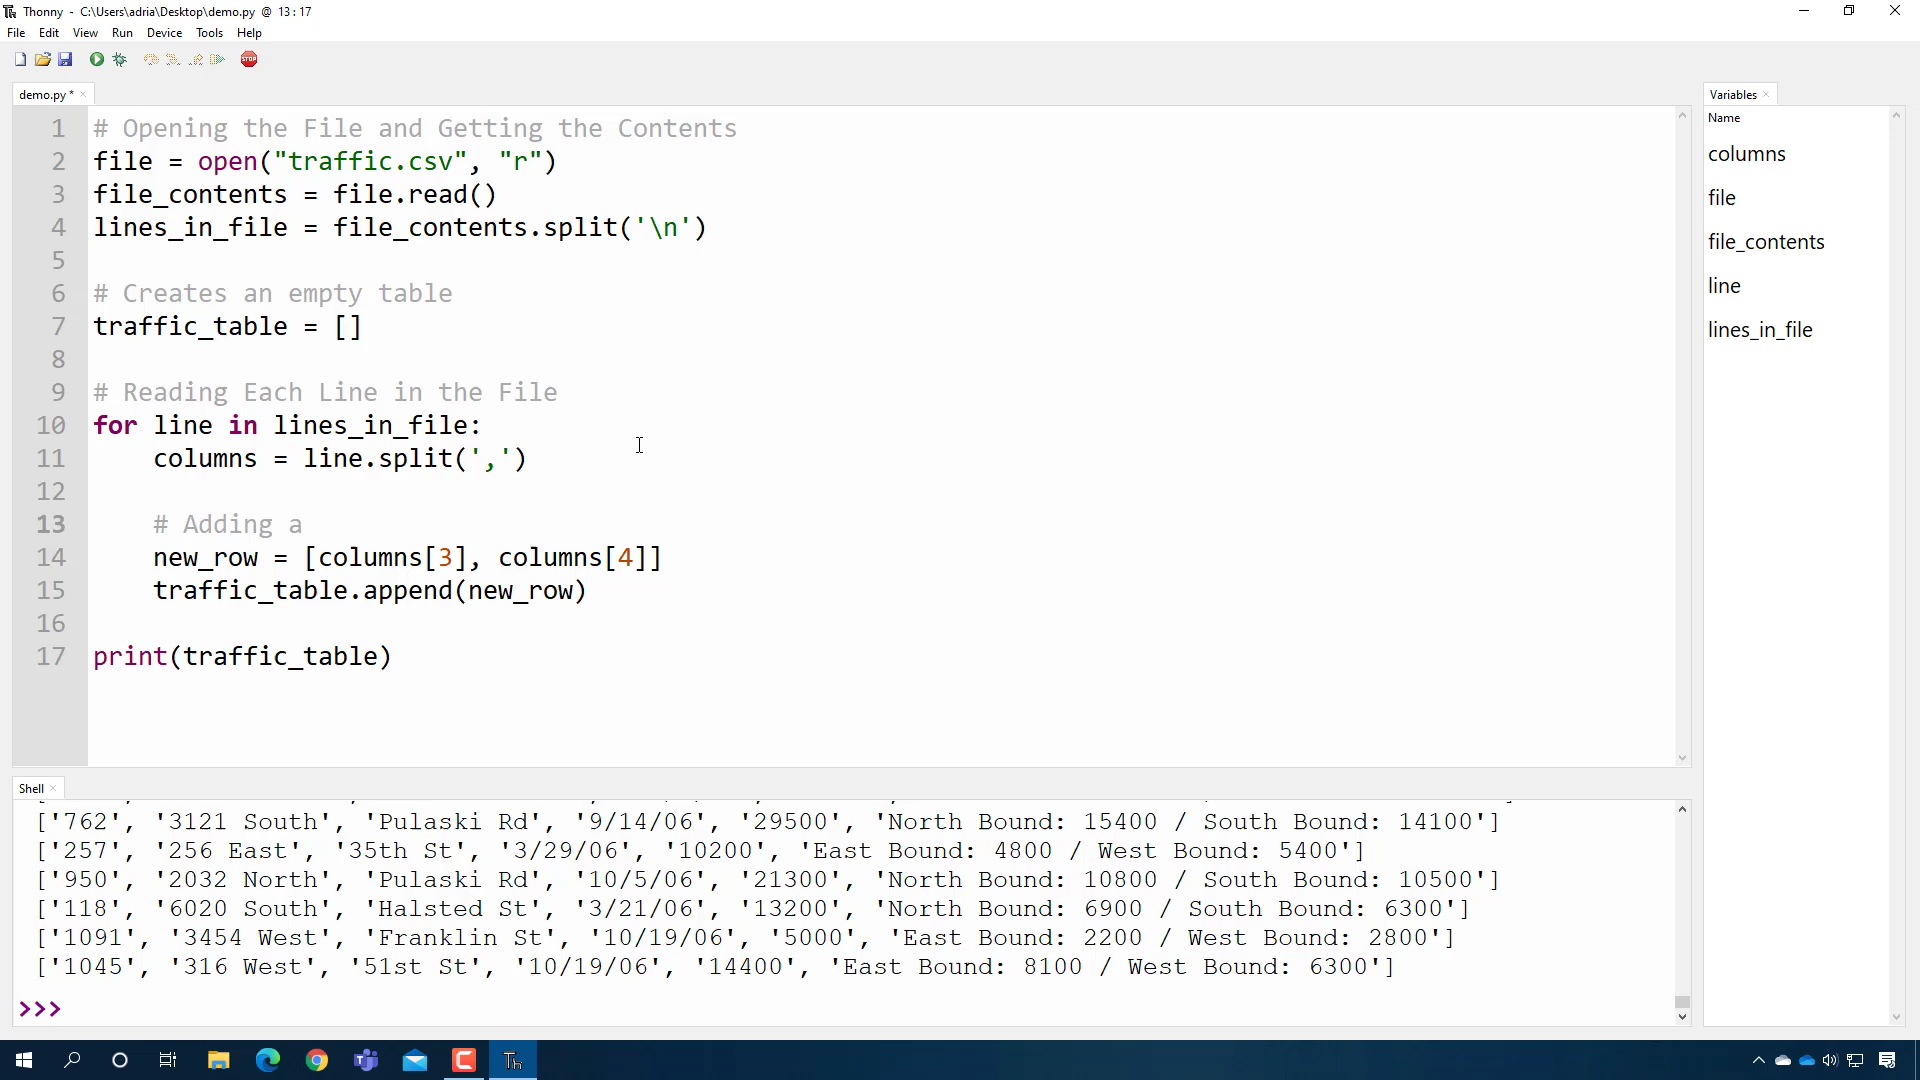 Thonny - C:\Users\adria\Desktop\demo.py @ 13 : 17
File Edit View Run Device Tools Help
STOP
demo.py *
Variables
Name
columns
file
file_contents
line
lines_in_file
1 # Opening the File and Getting the Contents
2 file = open("traffic.csv", "r")
3 file_contents = file.read()
4 lines_in_file = file_contents.split('\n')
5
6 # Creates an empty table
7 traffic_table = []
8
9 # Reading Each Line in the File
10 for line in lines_in_file:
11 columns = line.split(',')
12
13 # Adding a
14 new_row = [columns[3], columns[4]]
15 traffic_table.append(new_row)
16
17 print(traffic_table)
Shell
['762', '3121 South', 'Pulaski Rd', '9/14/06', '29500', 'North Bound: 15400 / South Bound: 14100']
['257', '256 East', '35th St', '3/29/06', '10200', 'East Bound: 4800 / West Bound: 5400']
['950', '2032 North', 'Pulaski Rd', '10/5/06', '21300', 'North Bound: 10800 / South Bound: 10500']
['118', '6020 South', 'Halsted St', '3/21/06', '13200', 'North Bound: 6900 / South Bound: 6300']
['1091', '3454 West', 'Franklin St', '10/19/06', '5000', 'East Bound: 2200 / West Bound: 2800']
['1045', '316 West', '51st St', '10/19/06', '14400', 'East Bound: 8100 / West Bound: 6300']
>>>